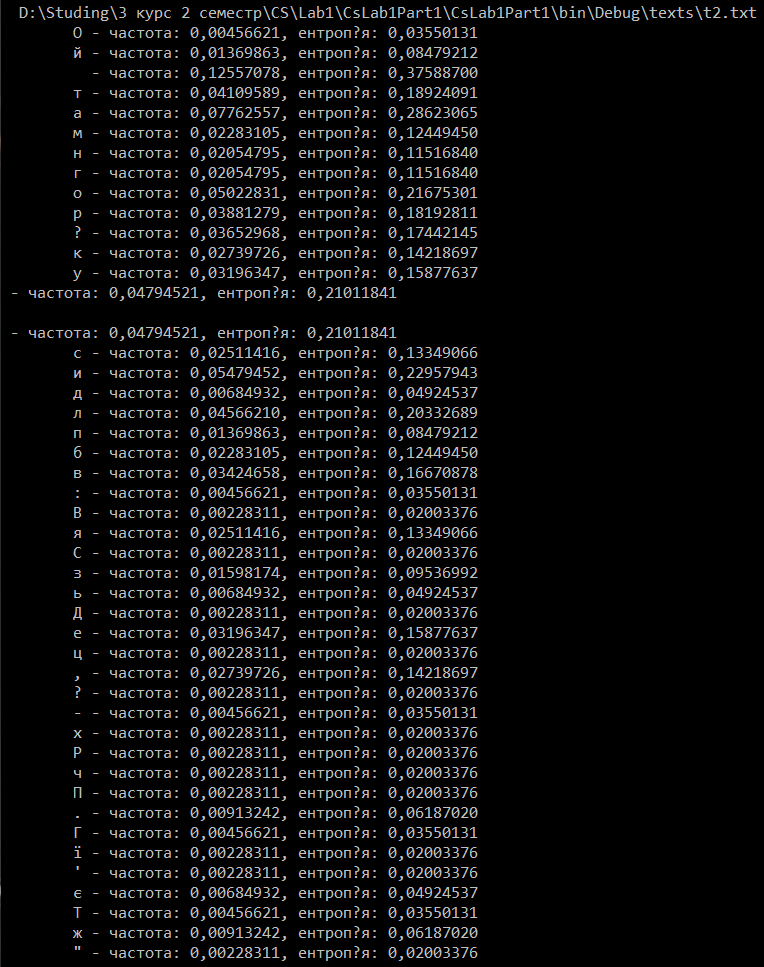 D:\Studing\3 курс 2 семестр\CS\Lab1\CsLab1Part1\CsLab1Part1\bin\Debug\texts\t2.txt
О - частота: 0,00456621, ентроп?я: 0,03550131
й - частота: 0,01369863, ентроп?я: 0,08479212
- частота: 0,12557078, ентроп?я: 0,37588700
т - частота: 0,04109589, ентроп?я: 0,18924091
а - частота: 0,07762557, ентроп?я: 0,28623065
м - частота: 0,02283105, ентроп?я: 0,12449450
н - частота: 0,02054795, ентроп?я: 0,11516840
г - частота: 0,02054795, ентроп?я: 0,11516840
о - частота: 0,05022831, ентроп?я: 0,21675301
р - частота: 0,03881279, ентроп?я: 0,18192811
? - частота: 0,03652968, ентроп?я: 0,17442145
к - частота: 0,02739726, ентроп?я: 0,14218697
у - частота: 0,03196347, ентроп?я: 0,15877637
- частота: 0,04794521, ентроп?я: 0,21011841
- частота: 0,04794521, ентроп?я: 0,21011841
с - частота: 0,02511416, ентроп?я: 0,13349066
и - частота: 0,05479452, ентроп?я: 0,22957943
д - частота: 0,00684932, ентроп?я: 0,04924537
л - частота: 0,04566210, ентроп?я: 0,20332689
п - частота: 0,01369863, ентроп?я: 0,08479212
б - частота: 0,02283105, ентроп?я: 0,12449450
в - частота: 0,03424658, ентроп?я: 0,16670878
: - частота: 0,00456621, ентроп?я: 0,03550131
В - частота: 0,00228311, ентроп?я: 0,02003376
я - частота: 0,02511416, ентроп?я: 0,13349066
С - частота: 0,00228311, ентроп?я: 0,02003376
з - частота: 0,01598174, ентроп?я: 0,09536992
ь - частота: 0,00684932, ентроп?я: 0,04924537
Д - частота: 0,00228311, ентроп?я: 0,02003376
е - частота: 0,03196347, ентроп?я: 0,15877637
ц - частота: 0,00228311, ентроп?я: 0,02003376
, - частота: 0,02739726, ентроп?я: 0,14218697
? - частота: 0,00228311, ентроп?я: 0,02003376
- - частота: 0,00456621, ентроп?я: 0,03550131
х - частота: 0,00228311, ентроп?я: 0,02003376
Р - частота: 0,00228311, ентроп?я: 0,02003376
ч - частота: 0,00228311, ентроп?я: 0,02003376
П - частота: 0,00228311, ентроп?я: 0,02003376
. - частота: 0,00913242, ентроп?я: 0,06187020
Г - частота: 0,00456621, ентроп?я: 0,03550131
ї - частота: 0,00228311, ентроп?я: 0,02003376
' - частота: 0,00228311, ентроп?я: 0,02003376
є - частота: 0,00684932, ентроп?я: 0,04924537
Т - частота: 0,00456621, ентроп?я: 0,03550131
ж - частота: 0,00913242, ентроп?я: 0,06187020
" - частота: 0,00228311, ентроп?я: 0,02003376